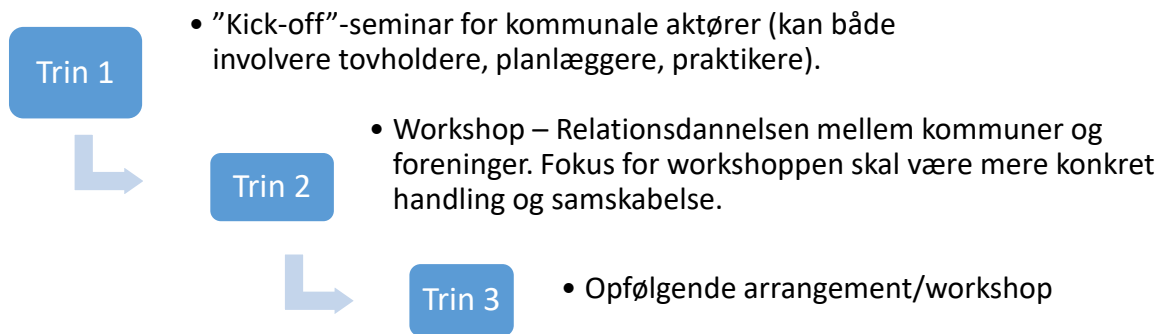 Trin 1
• ”Kick-off”-seminar for kommunale aktører (kan både
involvere tovholdere, planlæggere, praktikere).
Trin 2
• Workshop – Relationsdannelsen mellem kommuner og
foreninger. Fokus for workshoppen skal være mere konkret
handling og samskabelse.
Trin 3
• Opfølgende arrangement/workshop